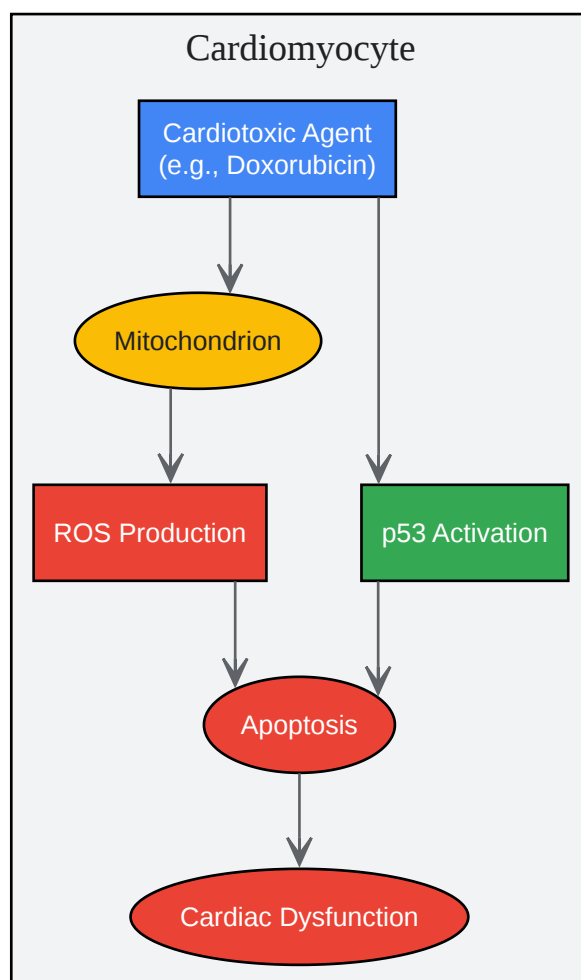 Cardiomyocyte
Cardiotoxic Agent
(e.g., Doxorubicin)
Mitochondrion
ROS Production
p53 Activation
Apoptosis
Cardiac Dysfunction